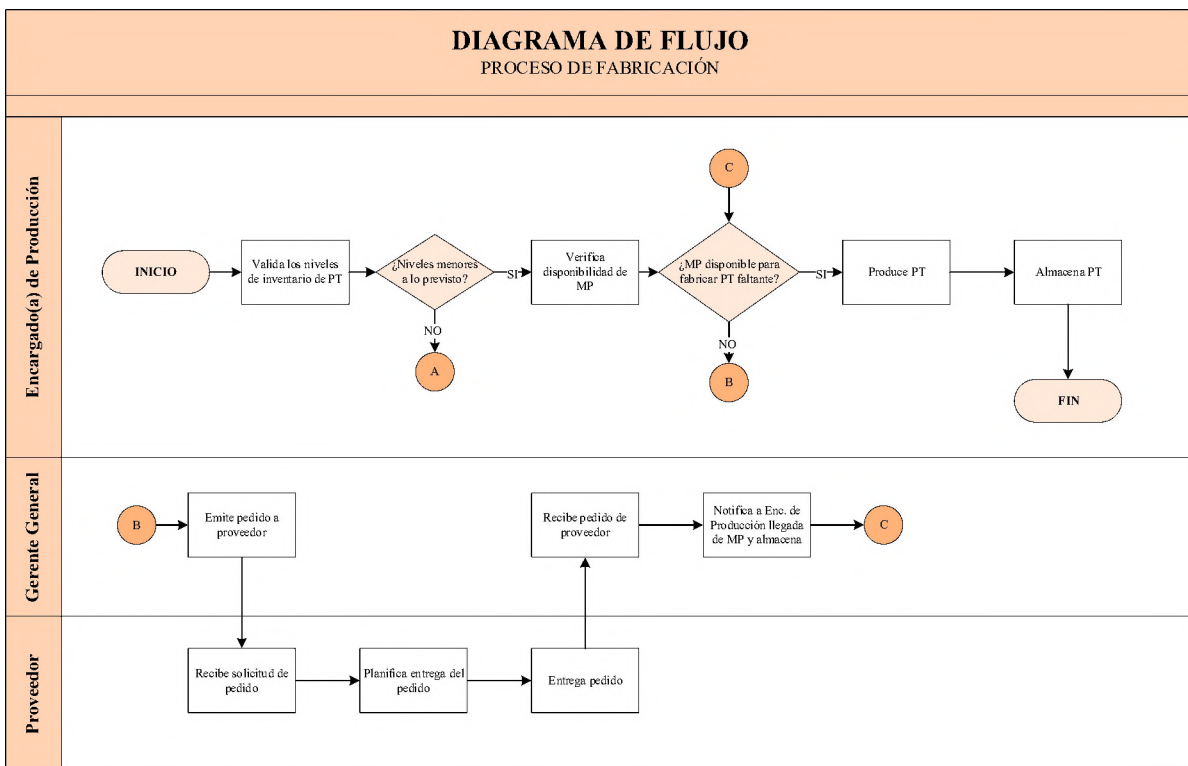 DIAGRAMA DE FLUJO
PROCESO DE FABRICACIÓN
Encargado(a) de Producción
C
INICIO
Valida los niveles
de inventario de PT
¿Niveles menores
a lo previsto?
SI
Verifica
disponibilidad de
MP
¿MP disponible para
fabricar PT faltante?
SI
Produce PT
Almacena PT
NO
A
NO
B
FIN
Gerente General
B
Emite pedido a
proveedor
Recibe pedido de
proveedor
Notifica a Enc. de
Producción llegada
de MP y almacena
C
Proveedor
Recibe solicitud de
pedido
Planifica entrega del
pedido
Entrega pedido